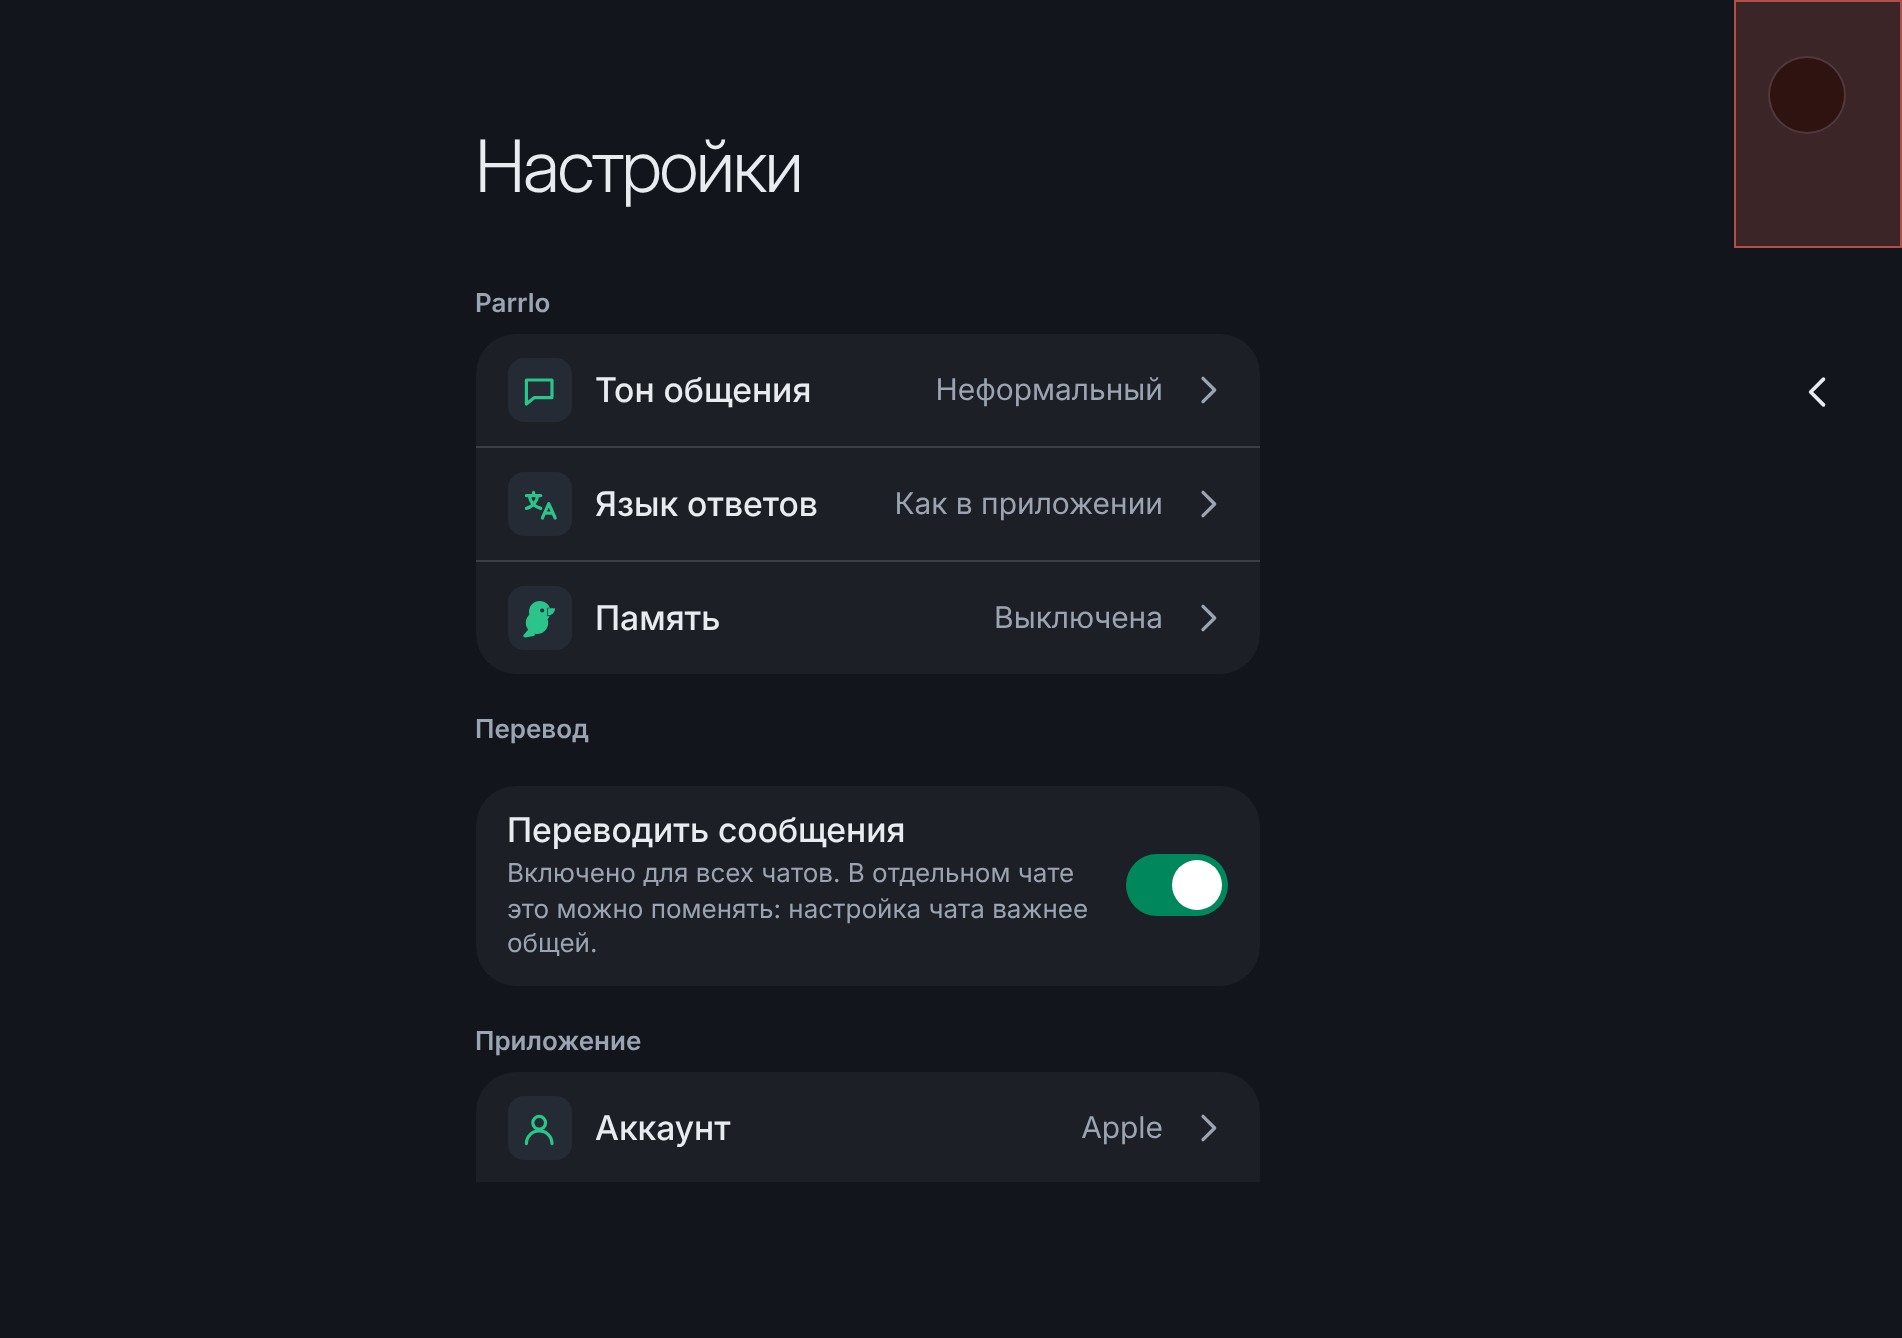 Настройки
Parrlo
Тон общения
Неформальный
Язык ответов
Как в приложении
Память
Выключена
Перевод
Переводить сообщения
Включено для всех чатов. В отдельном чате
это можно поменять: настройка чата важнее
общей.
Приложение
Аккаунт
Apple